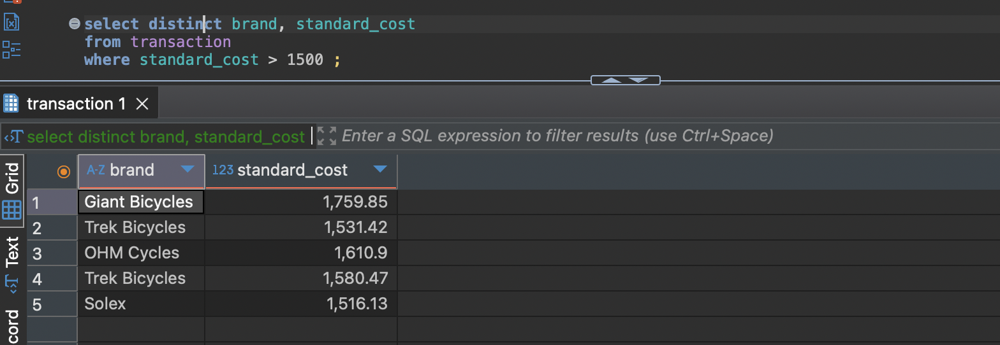 select distinct brand, standard_cost
from transaction
where standard_cost > 1500 ;
transaction 1
select distinct brand, standard_cost
Enter a SQL expression to filter results (use Ctrl+Space)
Grid
Text
cord
A-Z brand
123 standard_cost
1 Giant Bicycles 1,759.85
2 Trek Bicycles 1,531.42
3 OHM Cycles 1,610.9
4 Trek Bicycles 1,580.47
5 Solex 1,516.13